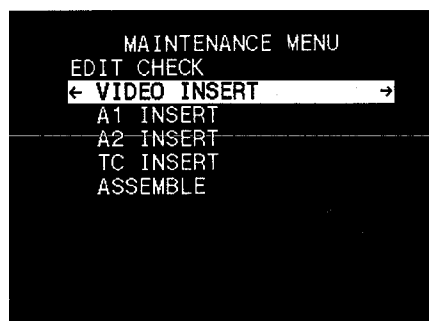 MAINTENANCE MENU
EDIT CHECK
← VIDEO INSERT →
A1 INSERT
A2 INSERT
TC INSERT
ASSEMBLE